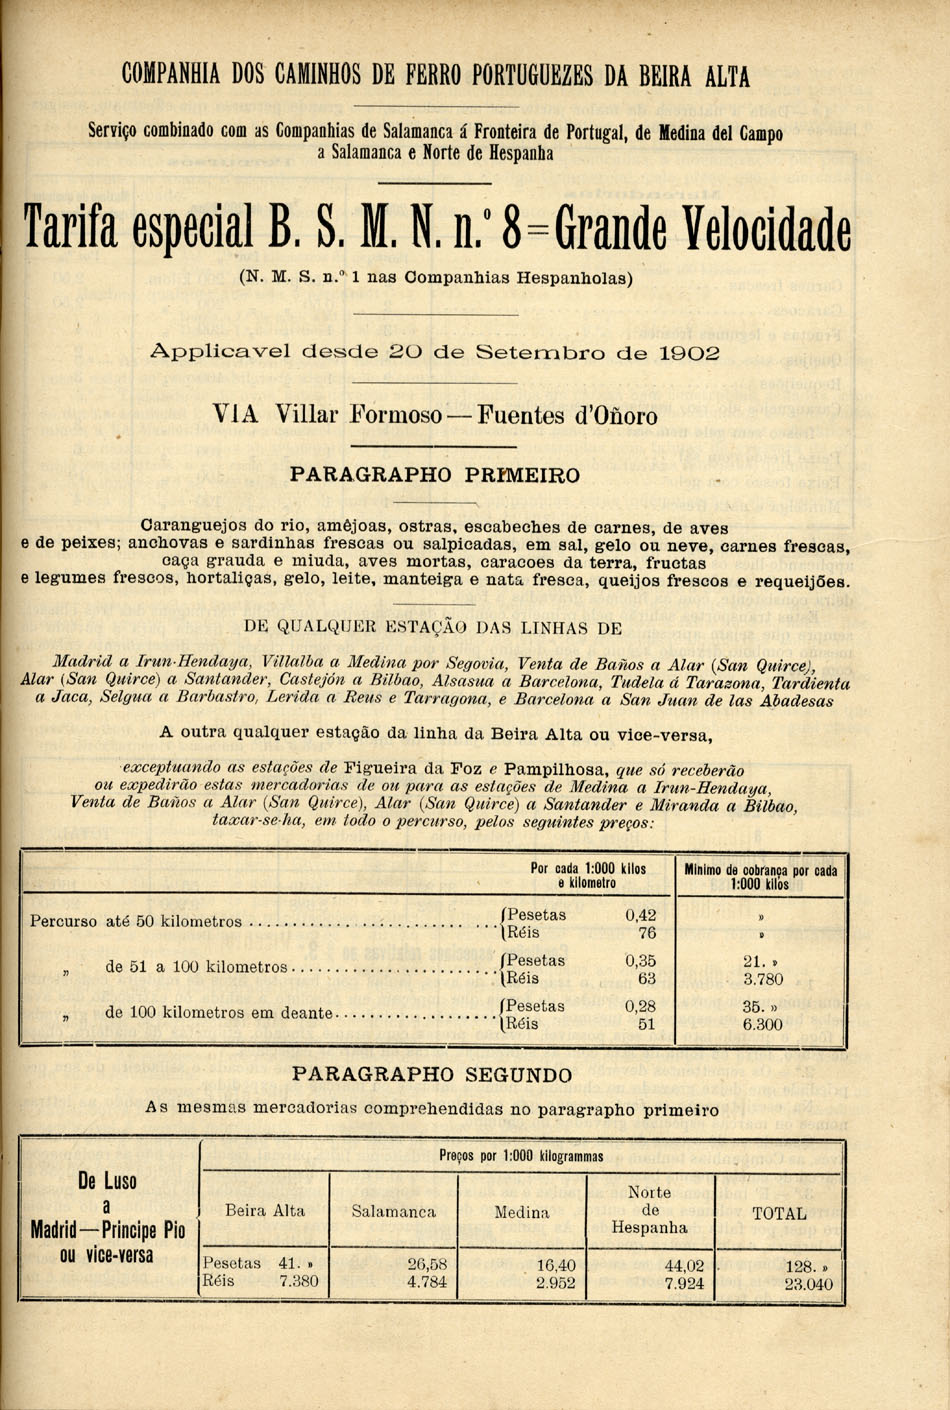 COMPANHIA DOS CAMINHOS DE FERRO PORTUGUEZES DA BEIRA ALTA
Serviço combinado com as Companhias de Salamanca á Fronteira de Portugal, de Medina del Campo
a Salamanca e Norte de Hespanha
Tarifa especial B. S. M. N. n.º 8=Grande Velocidade
(N. M. S. n.º 1 nas Companhias Hespanholas)
Applicavel desde 20 de Setembro de 1902
VIA Villar Formoso—Fuentes d'Oñoro
PARAGRAPHO PRIMEIRO
Caranguejos do rio, amêjoas, ostras, escabeches de carnes, de aves
e de peixes; anchovas e sardinhas frescas ou salpicadas, em sal, gelo ou neve, carnes frescas,
caça grauda e miuda, aves mortas, caracoes da terra, fructas
e legumes frescos, hortaliças, gelo, leite, manteiga e nata fresca, queijos frescos e requeijões.
DE QUALQUER ESTAÇÃO DAS LINHAS DE
Madrid a Irun-Hendaya, Villalba a Medina por Segovia, Venta de Baños a Alar (San Quirce),
Alar (San Quirce) a Santander, Castejón a Bilbao, Alsasua a Barcelona, Tudela á Tarazona, Tardienta
a Jaca, Selgua a Barbastro, Lerida a Reus e Tarragona, e Barcelona a San Juan de las Abadesas
A outra qualquer estação da linha da Beira Alta ou vice-versa,
exceptuando as estações de Figueira da Foz e Pampilhosa, que só receberão
ou expedirão estas mercadorias de ou para as estações de Medina a Irun-Hendaya,
Venta de Baños a Alar (San Quirce), Alar (San Quirce) a Santander e Miranda a Bilbao,
taxar-se-ha, em todo o percurso, pelos seguintes preços:
Por cada 1:000 kilos
e kilometro
Minimo de cobrança por cada
1:000 kilos
Percurso até 50 kilometros
Pesetas 0,42 »
Réis 76 »
„ de 51 a 100 kilometros
Pesetas 0,35 21. »
Réis 63 3.780
„ de 100 kilometros em deante
Pesetas 0,28 35. »
Réis 51 6.300
PARAGRAPHO SEGUNDO
As mesmas mercadorias comprehendidas no paragrapho primeiro
De Luso
a
Madrid—Principe Pio
ou vice-versa
Preços por 1:000 kilogrammas
Beira Alta
Salamanca
Medina
Norte
de
Hespanha
TOTAL
Pesetas 41. » 26,58 16,40 44,02 128. »
Réis 7.380 4.784 2.952 7.924 23.040